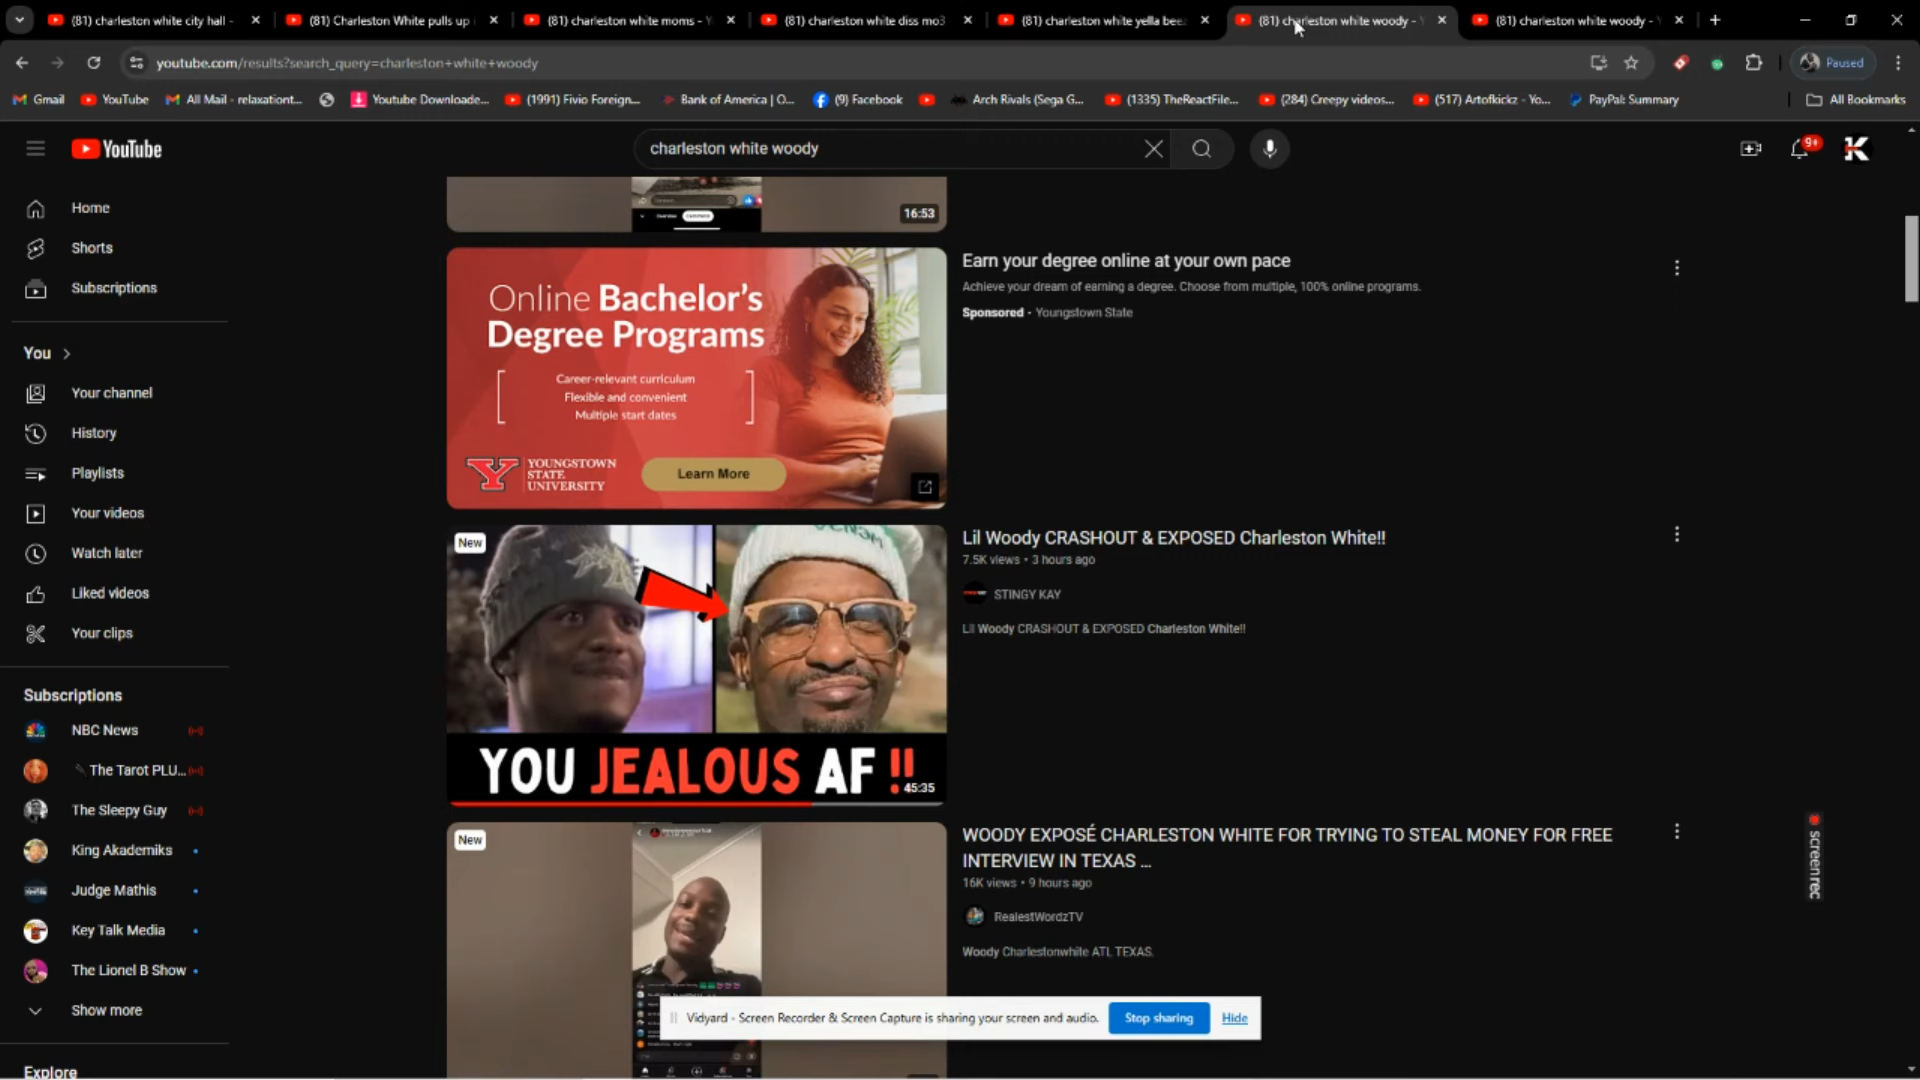 (81) charleston white city hall -
(81) Charleston White pulls up
(81) charleston white moms - Y
(81) charleston white diss mo3
(81) charleston white yella bee
(81) charleston white woody - Y
(81) charleston white woody - Y
youtube.com/results?search_query=charleston+white+woody
Paused
Gmail
YouTube
All Mail - relaxationt...
Youtube Downloade...
(1991) Fivio Foreign...
Bank of America | O...
(9) Facebook
Arch Rivals (Sega G...
(1335) TheReactFile...
(284) Creepy videos...
(517) Artofkickz - Yo...
PayPal: Summary
All Bookmarks
YouTube
charleston white woody
9+
K
Home
Shorts
Subscriptions
You
Your channel
History
Playlists
Your videos
Watch later
Liked videos
Your clips
Subscriptions
NBC News
The Tarot PLU...
The Sleepy Guy
King Akademiks
Judge Mathis
Key Talk Media
The Lionel B Show
Show more
Explore
16:53
Online Bachelor's
Degree Programs
Career-relevant curriculum
Flexible and convenient
Multiple start dates
Y
YOUNGSTOWN
STATE
UNIVERSITY
Learn More
Earn your degree online at your own pace
Achieve your dream of earning a degree. Choose from multiple, 100% online programs.
Sponsored · Youngstown State
New
YOU JEALOUS AF !!
45:35
Lil Woody CRASHOUT & EXPOSED Charleston White!!
7.5K views • 3 hours ago
STINGY KAY
Lil Woody CRASHOUT & EXPOSED Charleston White!!
New
WOODY EXPOSÉ CHARLESTON WHITE FOR TRYING TO STEAL MONEY FOR FREE
INTERVIEW IN TEXAS ...
16K views • 9 hours ago
RealestWordzTV
Woody Charlestonwhite ATL TEXAS.
screenrec
Vidyard - Screen Recorder & Screen Capture is sharing your screen and audio.
Stop sharing
Hide